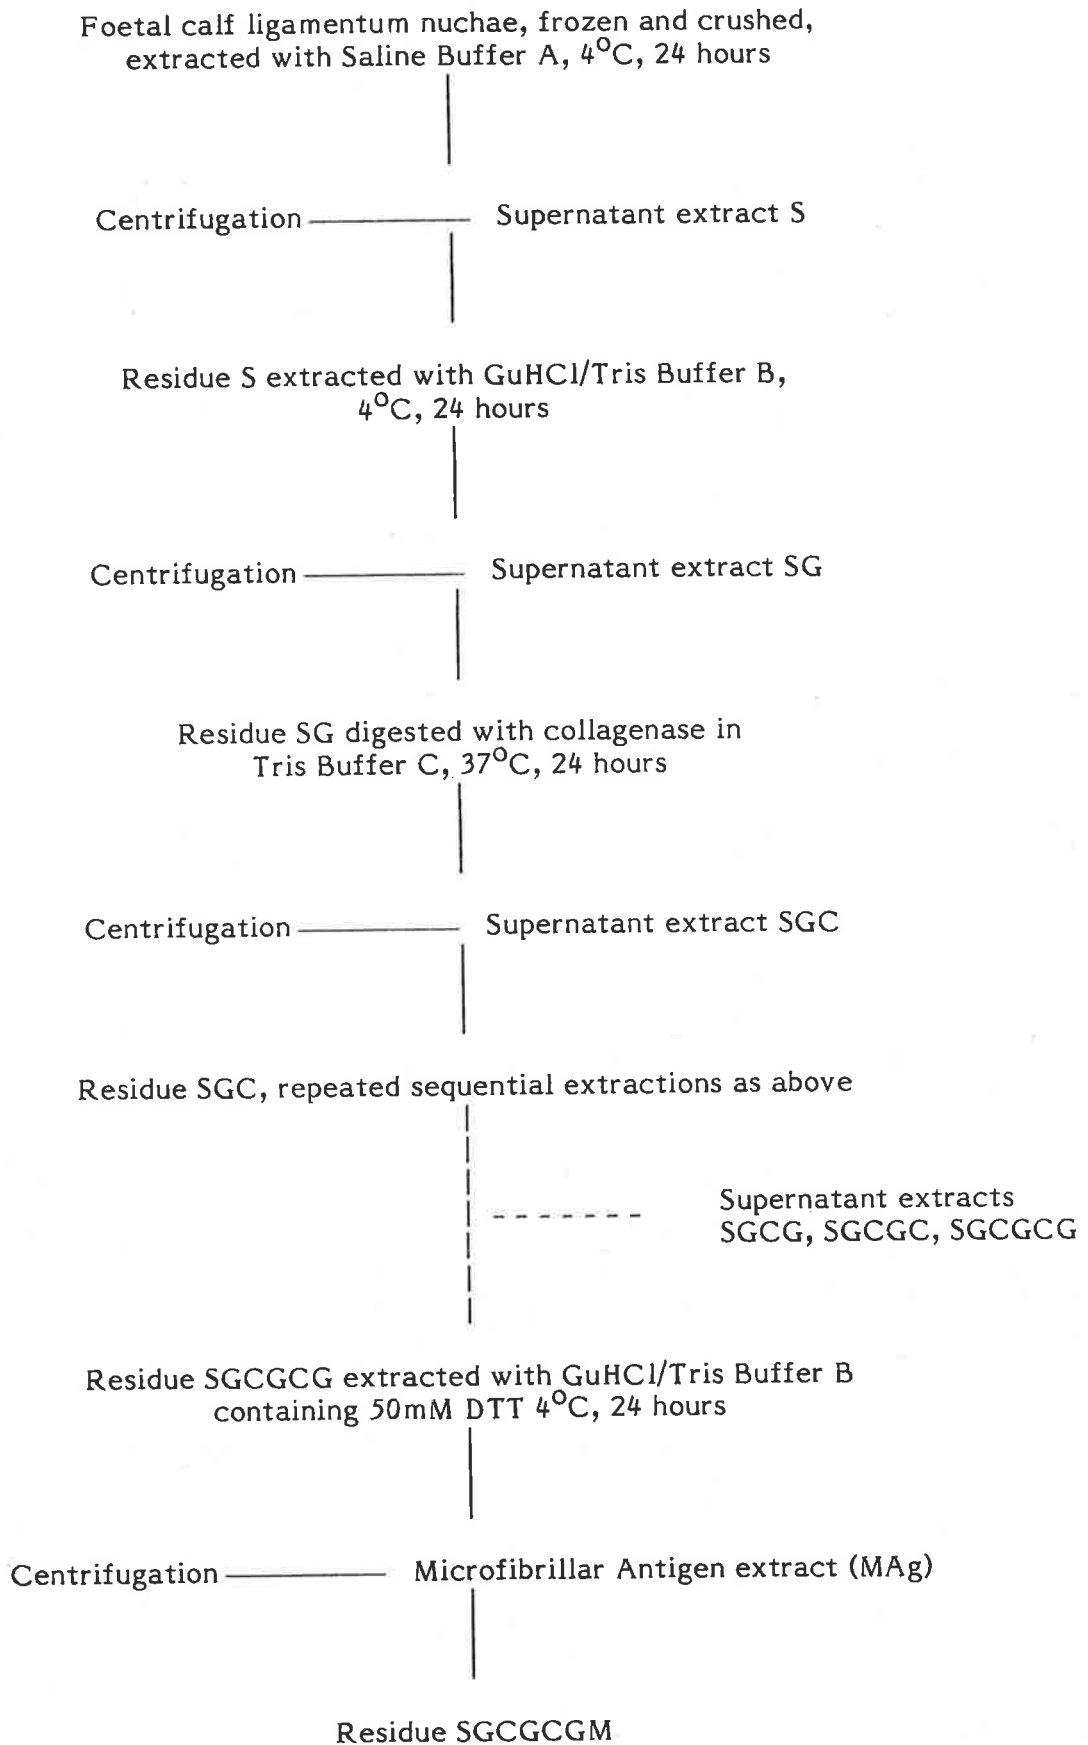 Foetal calf ligamentum nuchae, frozen and crushed,
extracted with Saline Buffer A, 4°C, 24 hours
Centrifugation
Supernatant extract S
Residue S extracted with GuHCl/Tris Buffer B,
4°C, 24 hours
Centrifugation
Supernatant extract SG
Residue SG digested with collagenase in
Tris Buffer C, 37°C, 24 hours
Centrifugation
Supernatant extract SGC
Residue SGC, repeated sequential extractions as above
Supernatant extracts
SGCG, SGCGC, SGCGCG
Residue SGCGCG extracted with GuHCl/Tris Buffer B
containing 50mM DTT 4°C, 24 hours
Centrifugation
Microfibrillar Antigen extract (MAg)
Residue SGCGCGM